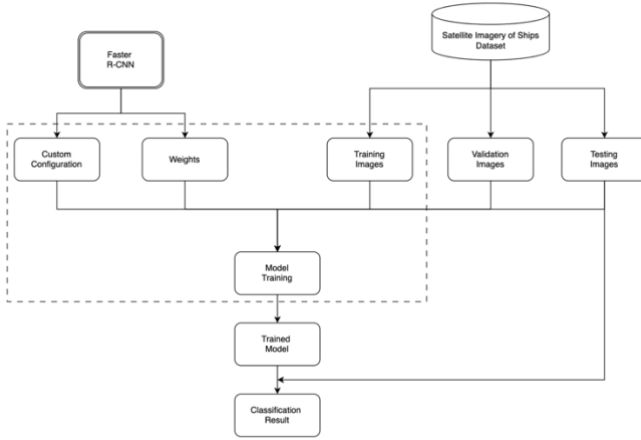 Faster
R-CNN
Satellite Imagery of Ships
Dataset
Custom
Configuration
Weights
Training
Images
Validation
Images
Testing
Images
Model
Training
Trained
Model
Classification
Result